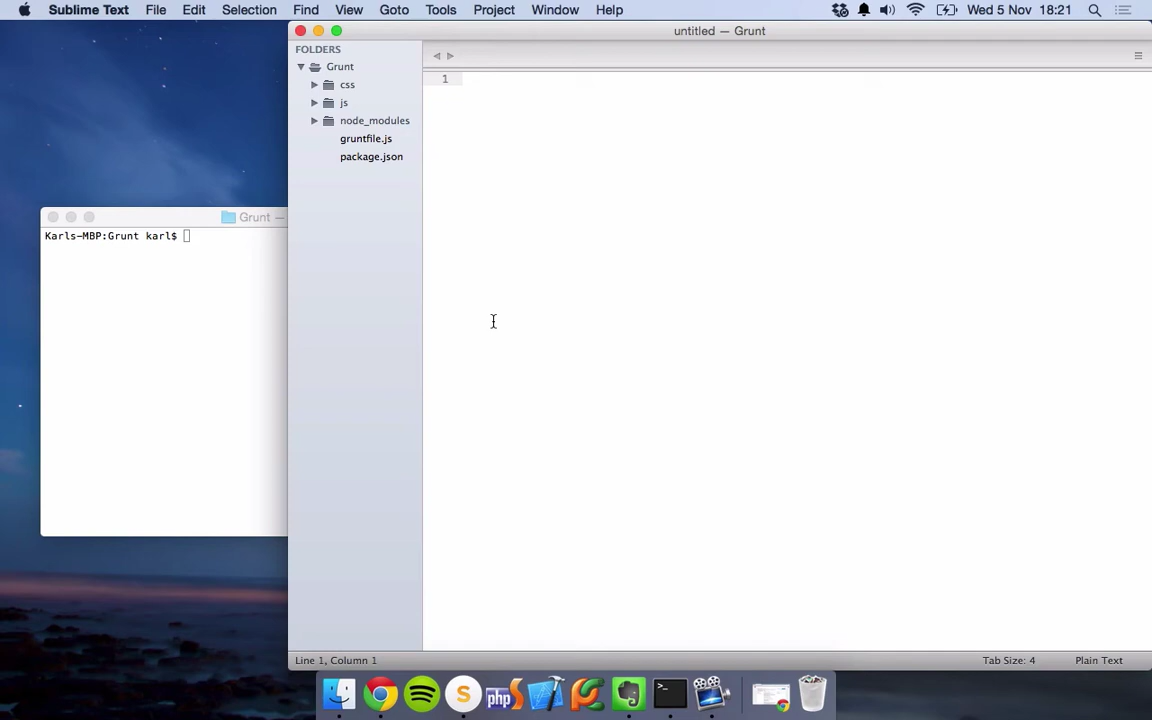 Sublime Text File Edit Selection Find View Goto Tools Project Window Help Wed 5 Nov 18:21
untitled — Grunt
FOLDERS
Grunt
1
css
js
node_modules
gruntfile.js
package.json
Grunt —
Karls-MBP:Grunt karl$
Line 1, Column 1 Tab Size: 4 Plain Text
S php >_